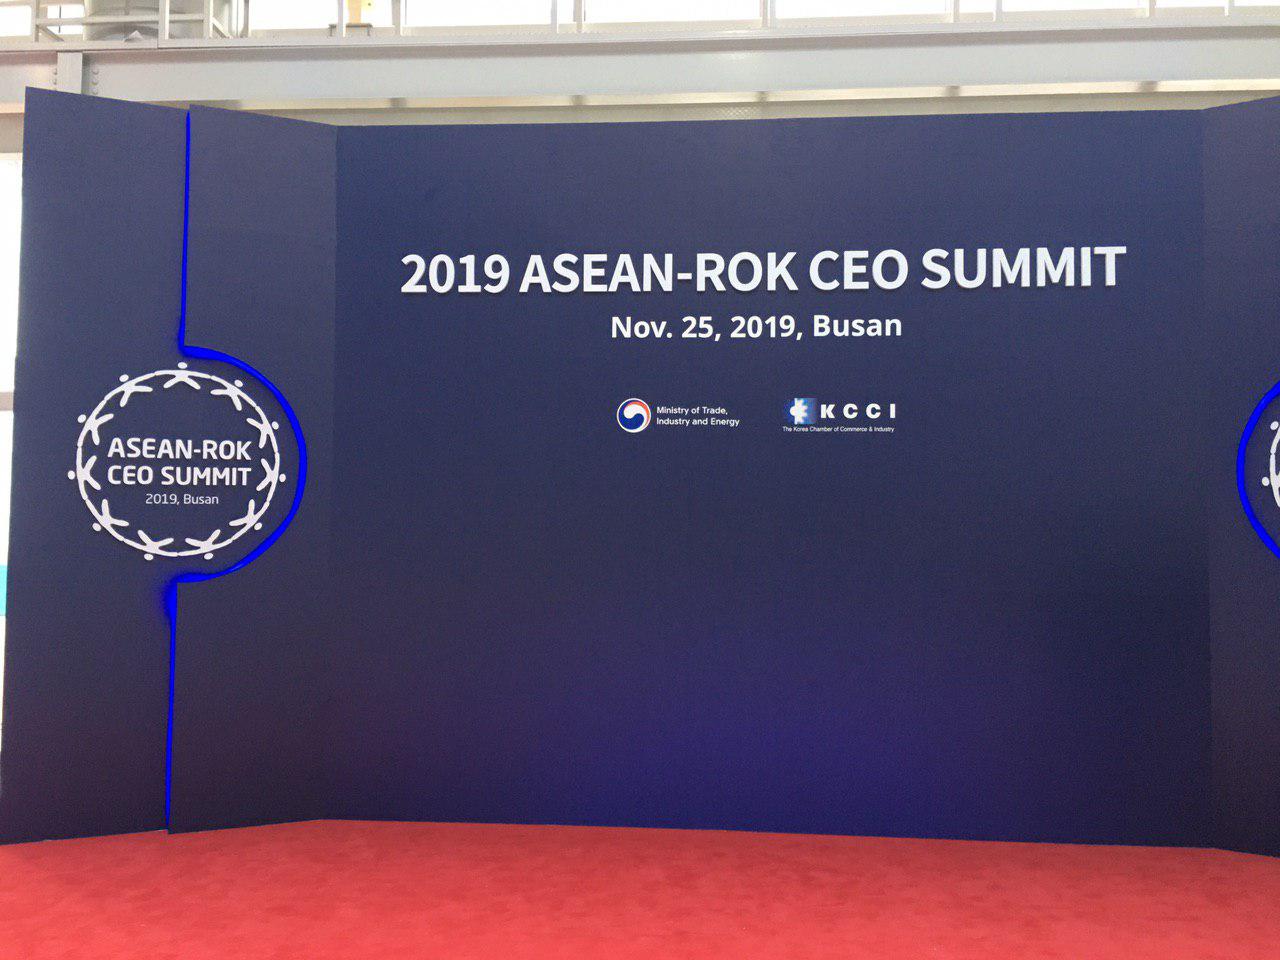 2019 ASEAN-ROK CEO SUMMIT
Nov. 25, 2019, Busan
Ministry of Trade,
Industry and Energy
KCCI
The Korea Chamber of Commerce & Industry
ASEAN-ROK
CEO SUMMIT
2019, Busan